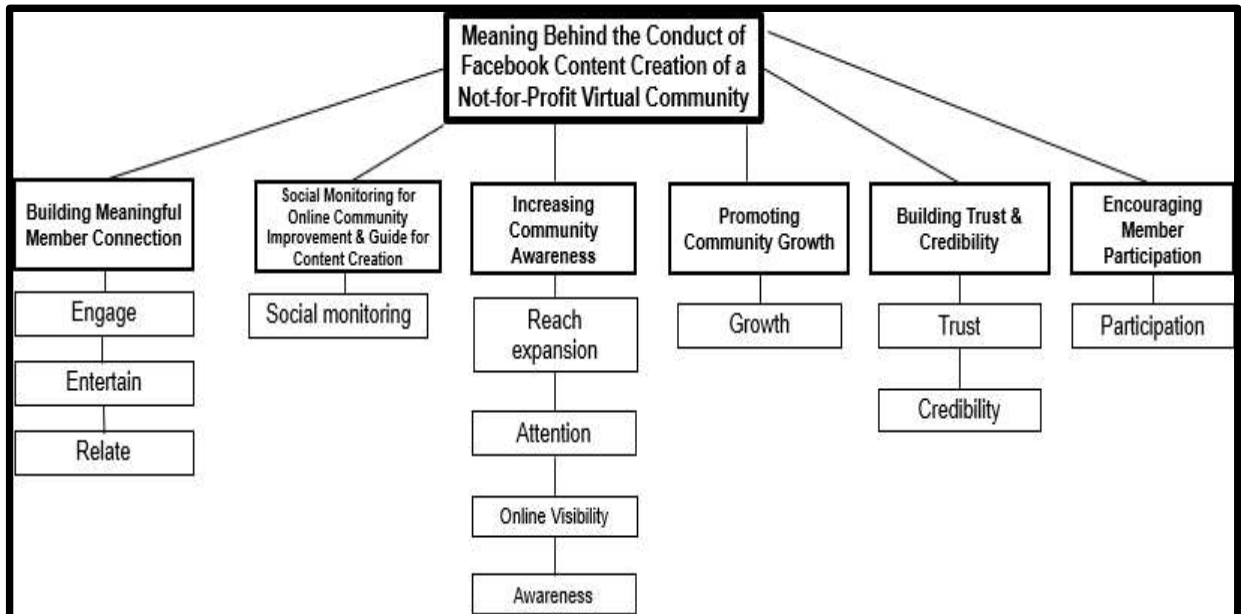 Meaning Behind the Conduct of
Facebook Content Creation of a
Not-for-Profit Virtual Community
Building Meaningful
Member Connection
Engage
Entertain
Relate
Social Monitoring for
Online Community
Improvement & Guide for
Content Creation
Social monitoring
Increasing
Community
Awareness
Reach
expansion
Attention
Online Visibility
Awareness
Promoting
Community Growth
Growth
Building Trust &
Credibility
Trust
Credibility
Encouraging
Member
Participation
Participation